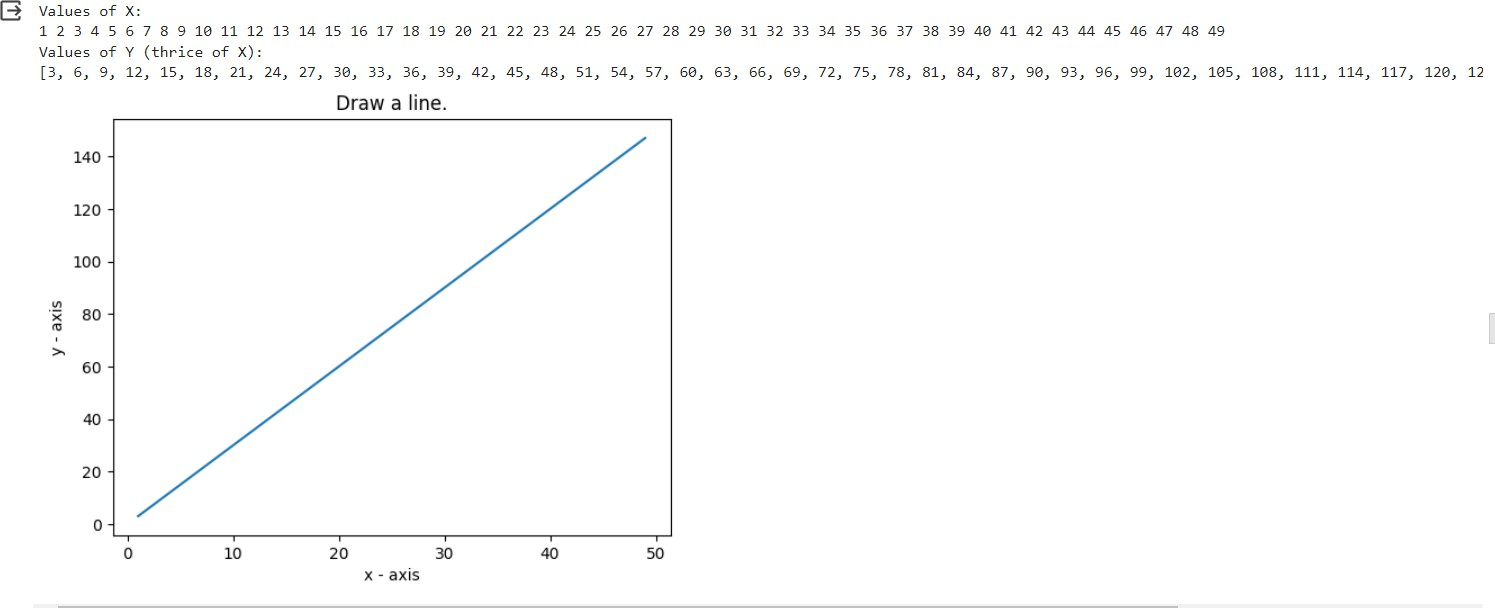 Values of X:
1 2 3 4 5 6 7 8 9 10 11 12 13 14 15 16 17 18 19 20 21 22 23 24 25 26 27 28 29 30 31 32 33 34 35 36 37 38 39 40 41 42 43 44 45 46 47 48 49
Values of Y (thrice of X):
[3, 6, 9, 12, 15, 18, 21, 24, 27, 30, 33, 36, 39, 42, 45, 48, 51, 54, 57, 60, 63, 66, 69, 72, 75, 78, 81, 84, 87, 90, 93, 96, 99, 102, 105, 108, 111, 114, 117, 120, 12
Draw a line.
140
120
100
80
60
40
20
0
y - axis
0 10 20 30 40 50
x - axis